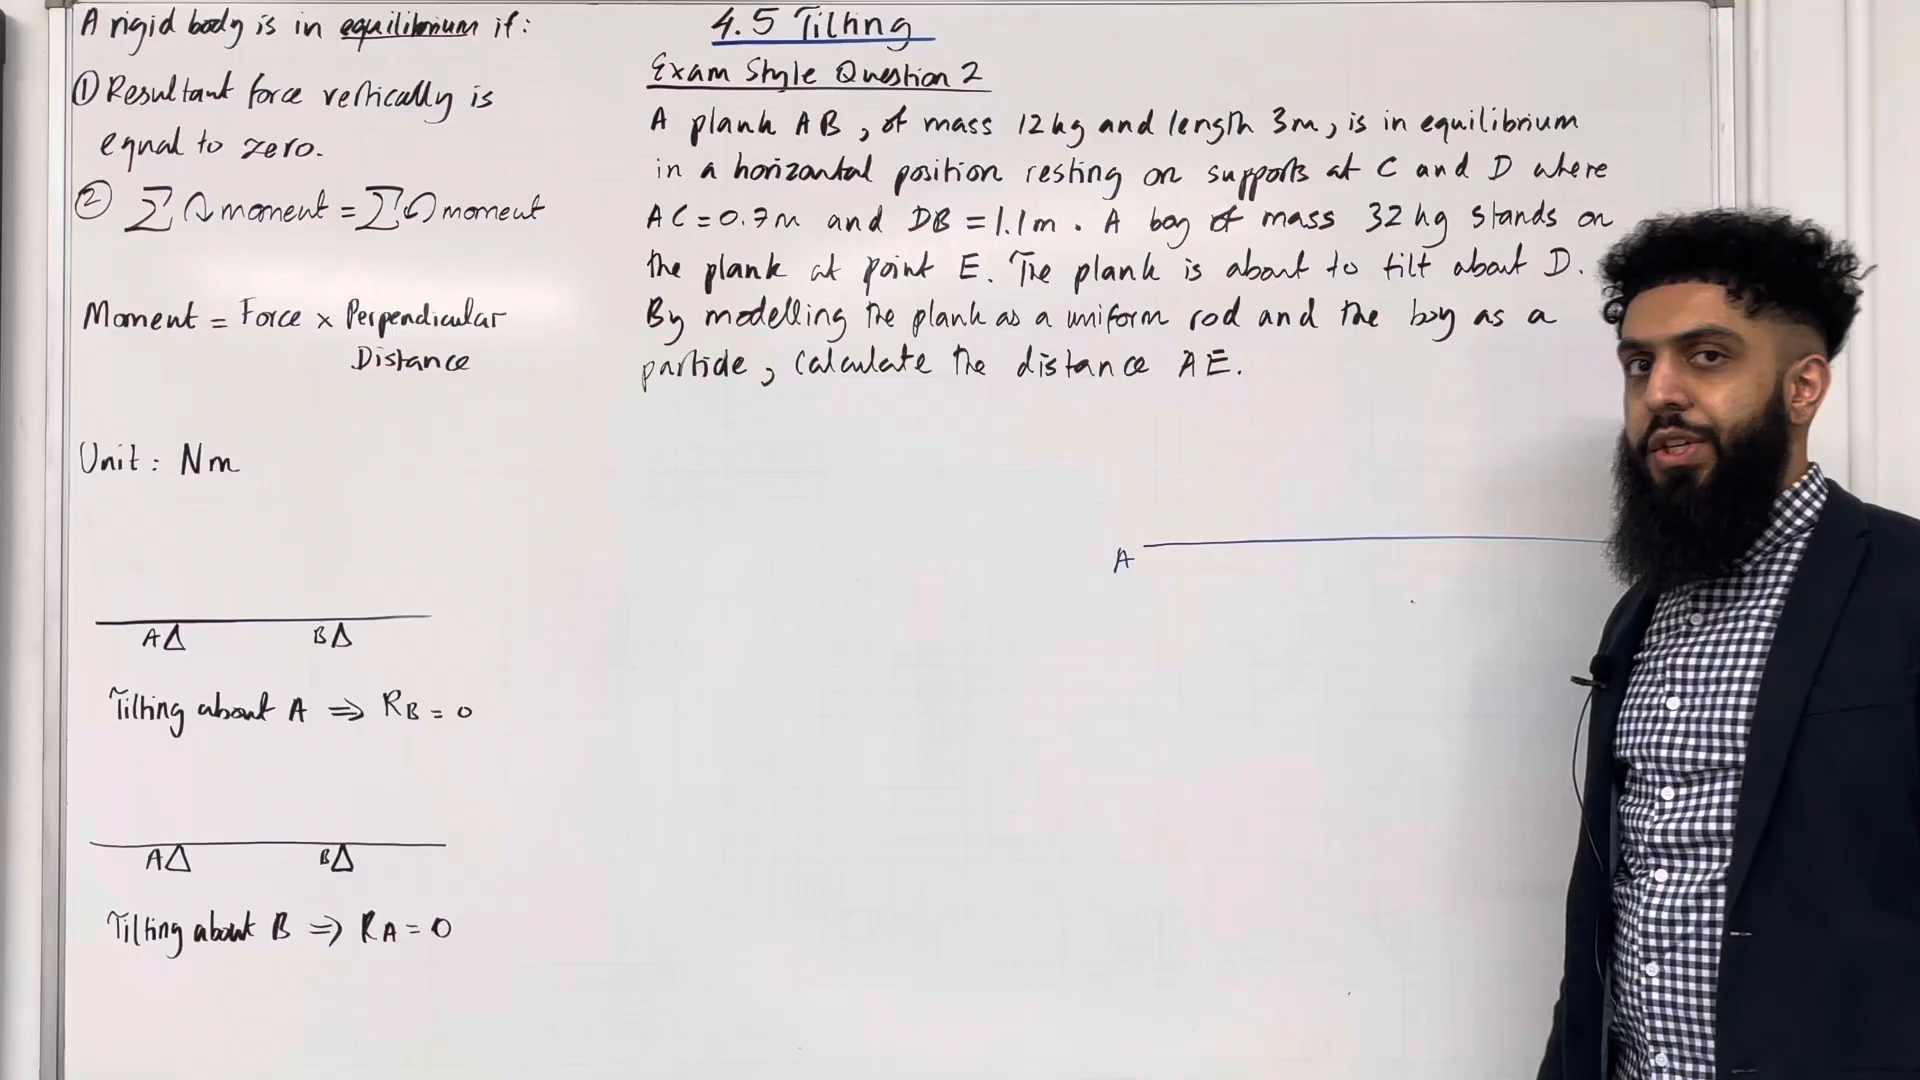 A rigid body is in equilibrium if:
① Resultant force vertically is
equal to zero.
② ∑ ↻ moment = ∑ ↺ moment
Moment = Force × Perpendicular
Distance
Unit: Nm
A△ B△
Tilting about A ⇒ R_B = 0
A△ B△
Tilting about B ⇒ R_A = 0
4.5 Tilting
Exam Style Question 2
A plank AB, of mass 12kg and length 3m, is in equilibrium
in a horizontal position resting on supports at C and D where
AC = 0.7m and DB = 1.1m. A boy of mass 32kg stands on
the plank at point E. The plank is about to tilt about D.
By modelling the plank as a uniform rod and the boy as a
particle, calculate the distance AE.
A